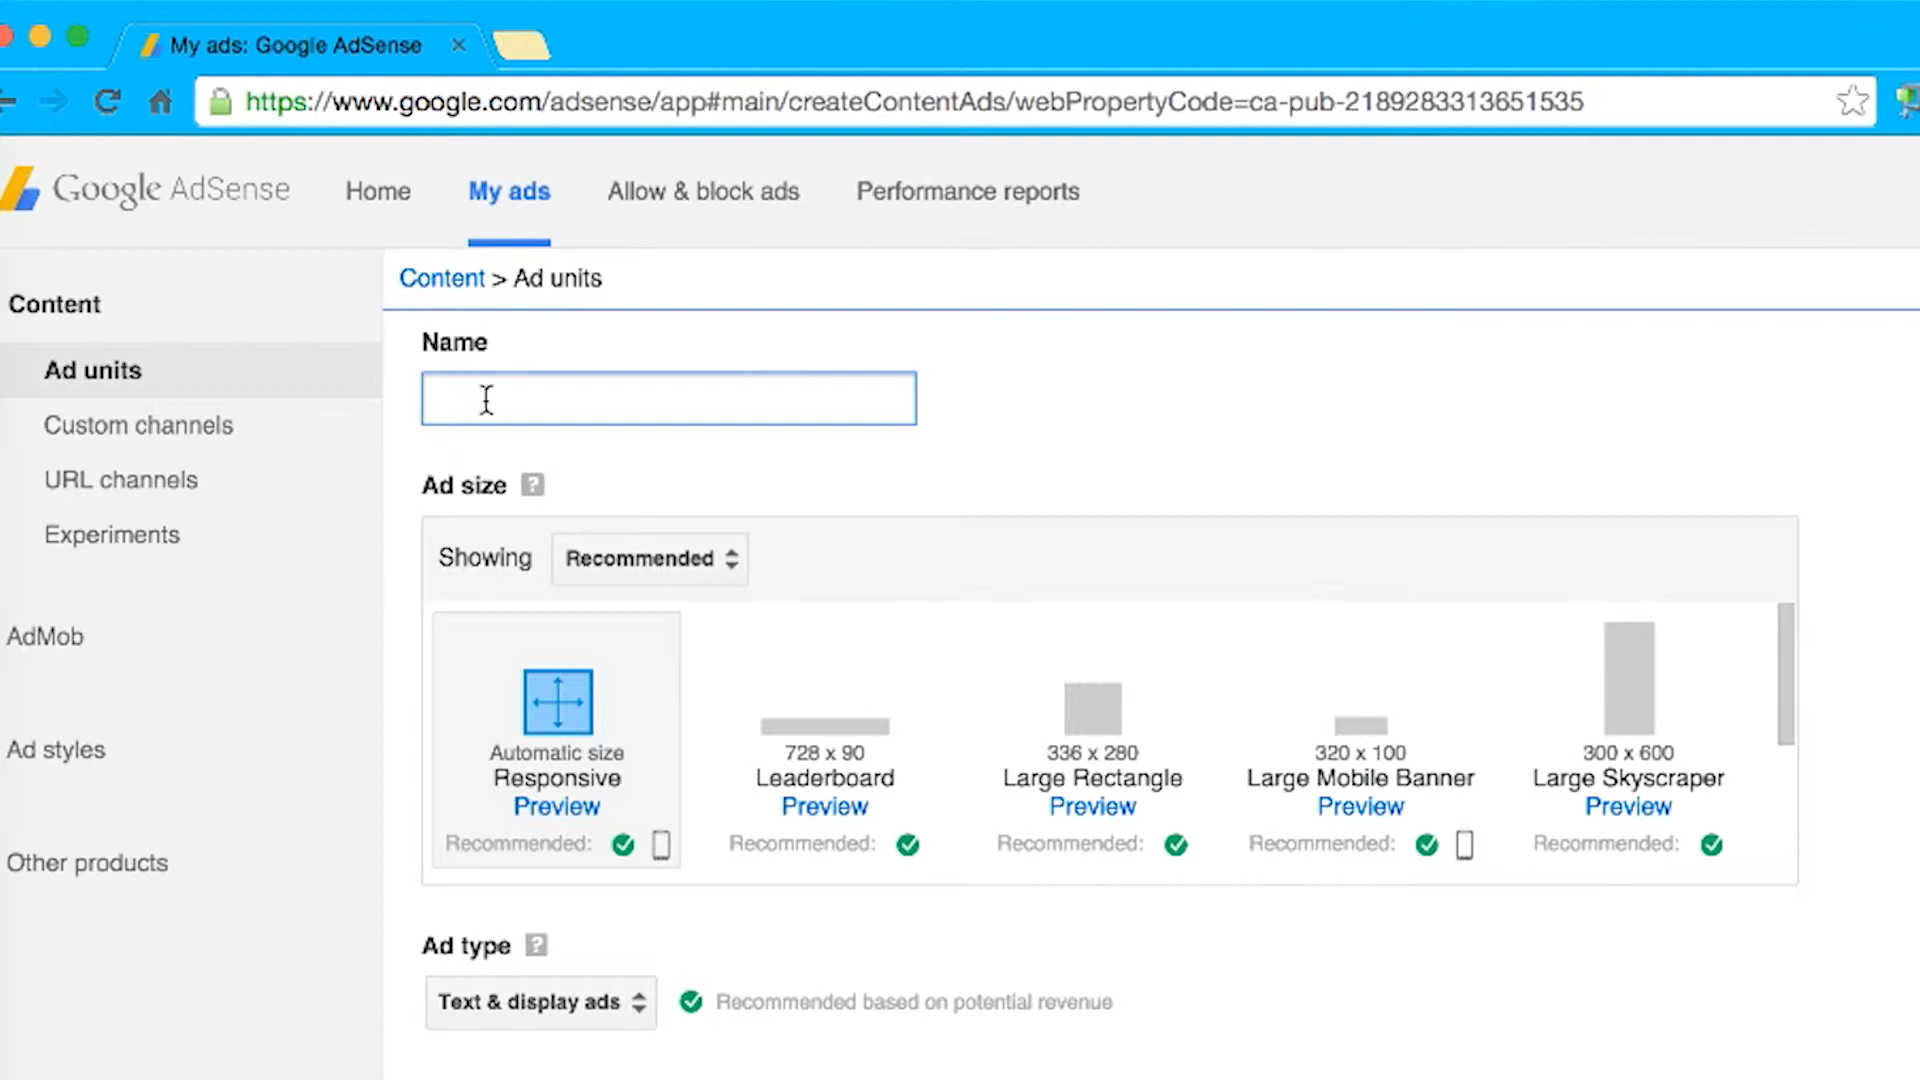 My ads: Google AdSense
https://www.google.com/adsense/app#main/createContentAds/webPropertyCode=ca-pub-2189283313651535
Google AdSense
Home
My ads
Allow & block ads
Performance reports
Content > Ad units
Content
Ad units
Custom channels
URL channels
Experiments
AdMob
Ad styles
Other products
Name
Ad size ?
Showing Recommended
Automatic size
Responsive
Preview
Recommended:
728 x 90
Leaderboard
Preview
Recommended:
336 x 280
Large Rectangle
Preview
Recommended:
320 x 100
Large Mobile Banner
Preview
Recommended:
300 x 600
Large Skyscraper
Preview
Recommended:
Ad type ?
Text & display ads
Recommended based on potential revenue